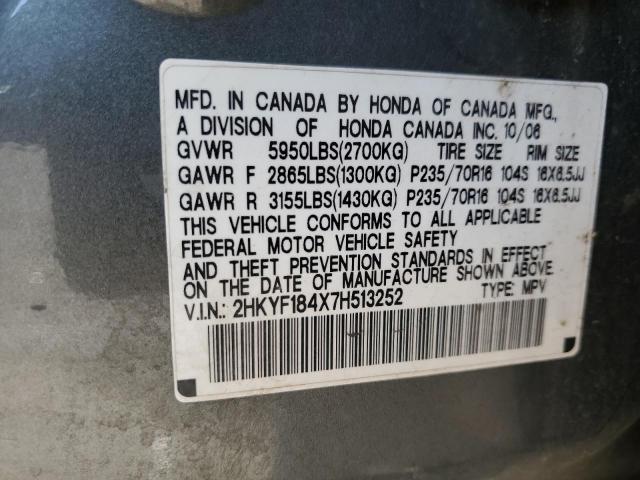 MFD. IN CANADA BY HONDA OF CANADA MFG.,
A DIVISION OF HONDA CANADA INC. 10/06
GVWR 5950LBS(2700KG) TIRE SIZE RIM SIZE
GAWR F 2865LBS(1300KG) P235/70R16 104S 16X6.5JJ
GAWR R 3155LBS(1430KG) P235/70R16 104S 16X6.5JJ
THIS VEHICLE CONFORMS TO ALL APPLICABLE
FEDERAL MOTOR VEHICLE SAFETY
AND THEFT PREVENTION STANDARDS IN EFFECT
ON THE DATE OF MANUFACTURE SHOWN ABOVE.
V.I.N.: 2HKYF184X7H513252 TYPE: MPV